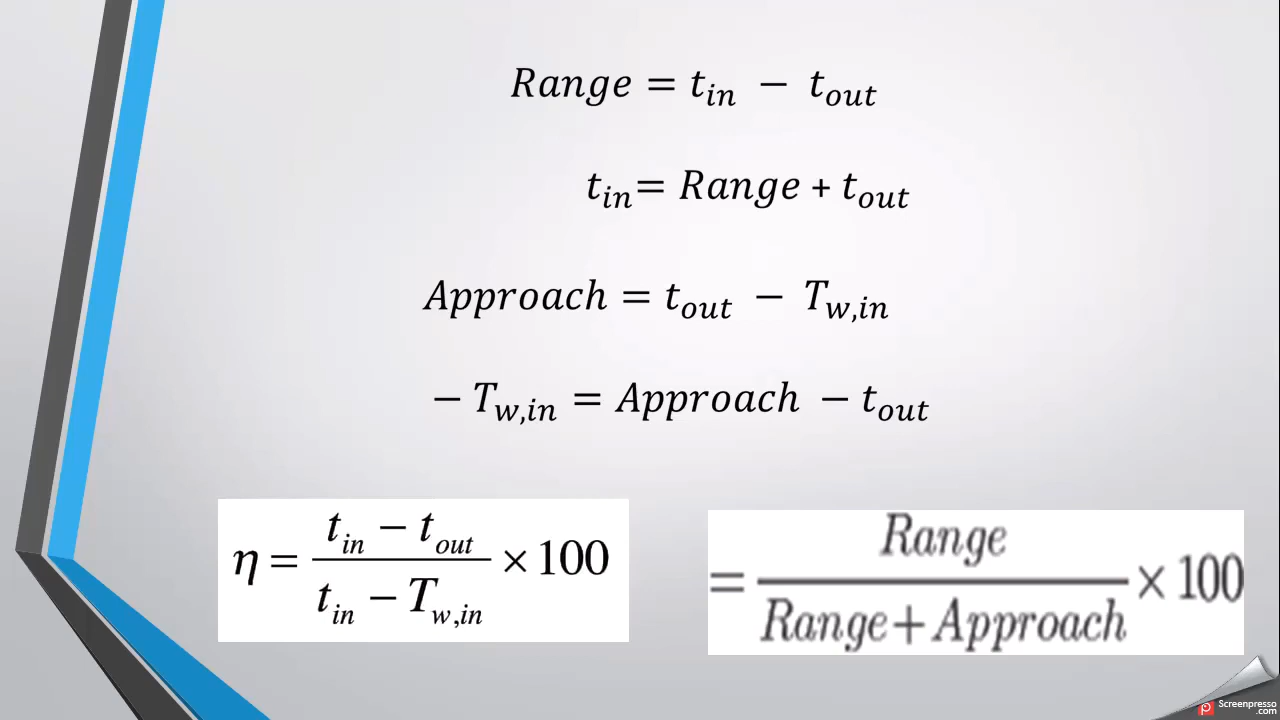 Range = t_in − t_out
t_in = Range + t_out
Approach = t_out − T_w,in
− T_w,in = Approach − t_out
η = (t_in − t_out) / (t_in − T_w,in) × 100
= Range / (Range + Approach) × 100
Screenpresso
.com